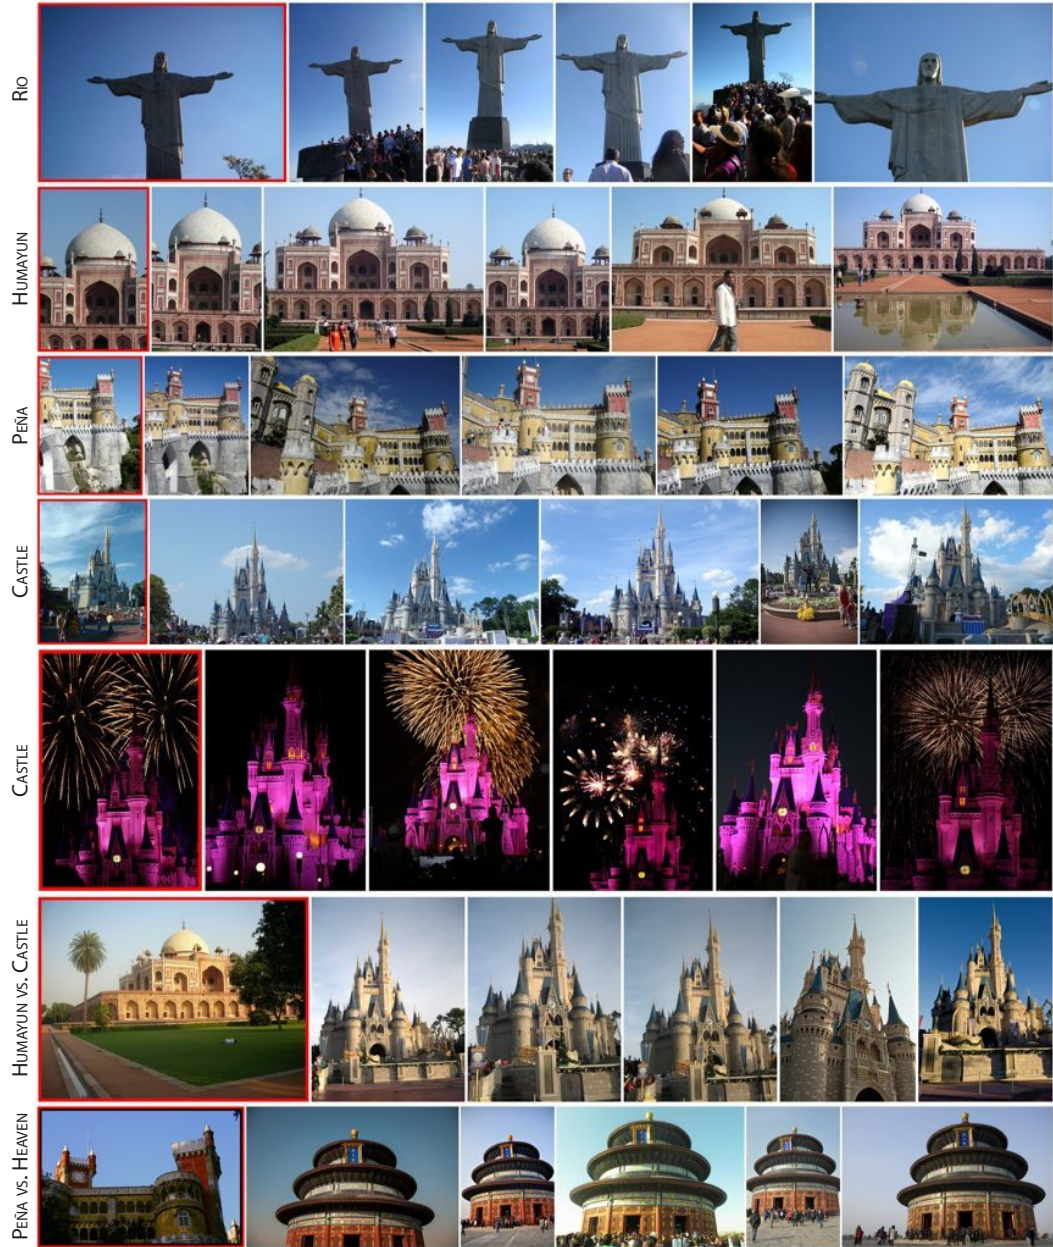 RIO
HUMAYUN
PEÑA
CASTLE
CASTLE
HUMAYUN VS. CASTLE
PEÑA VS. HEAVEN